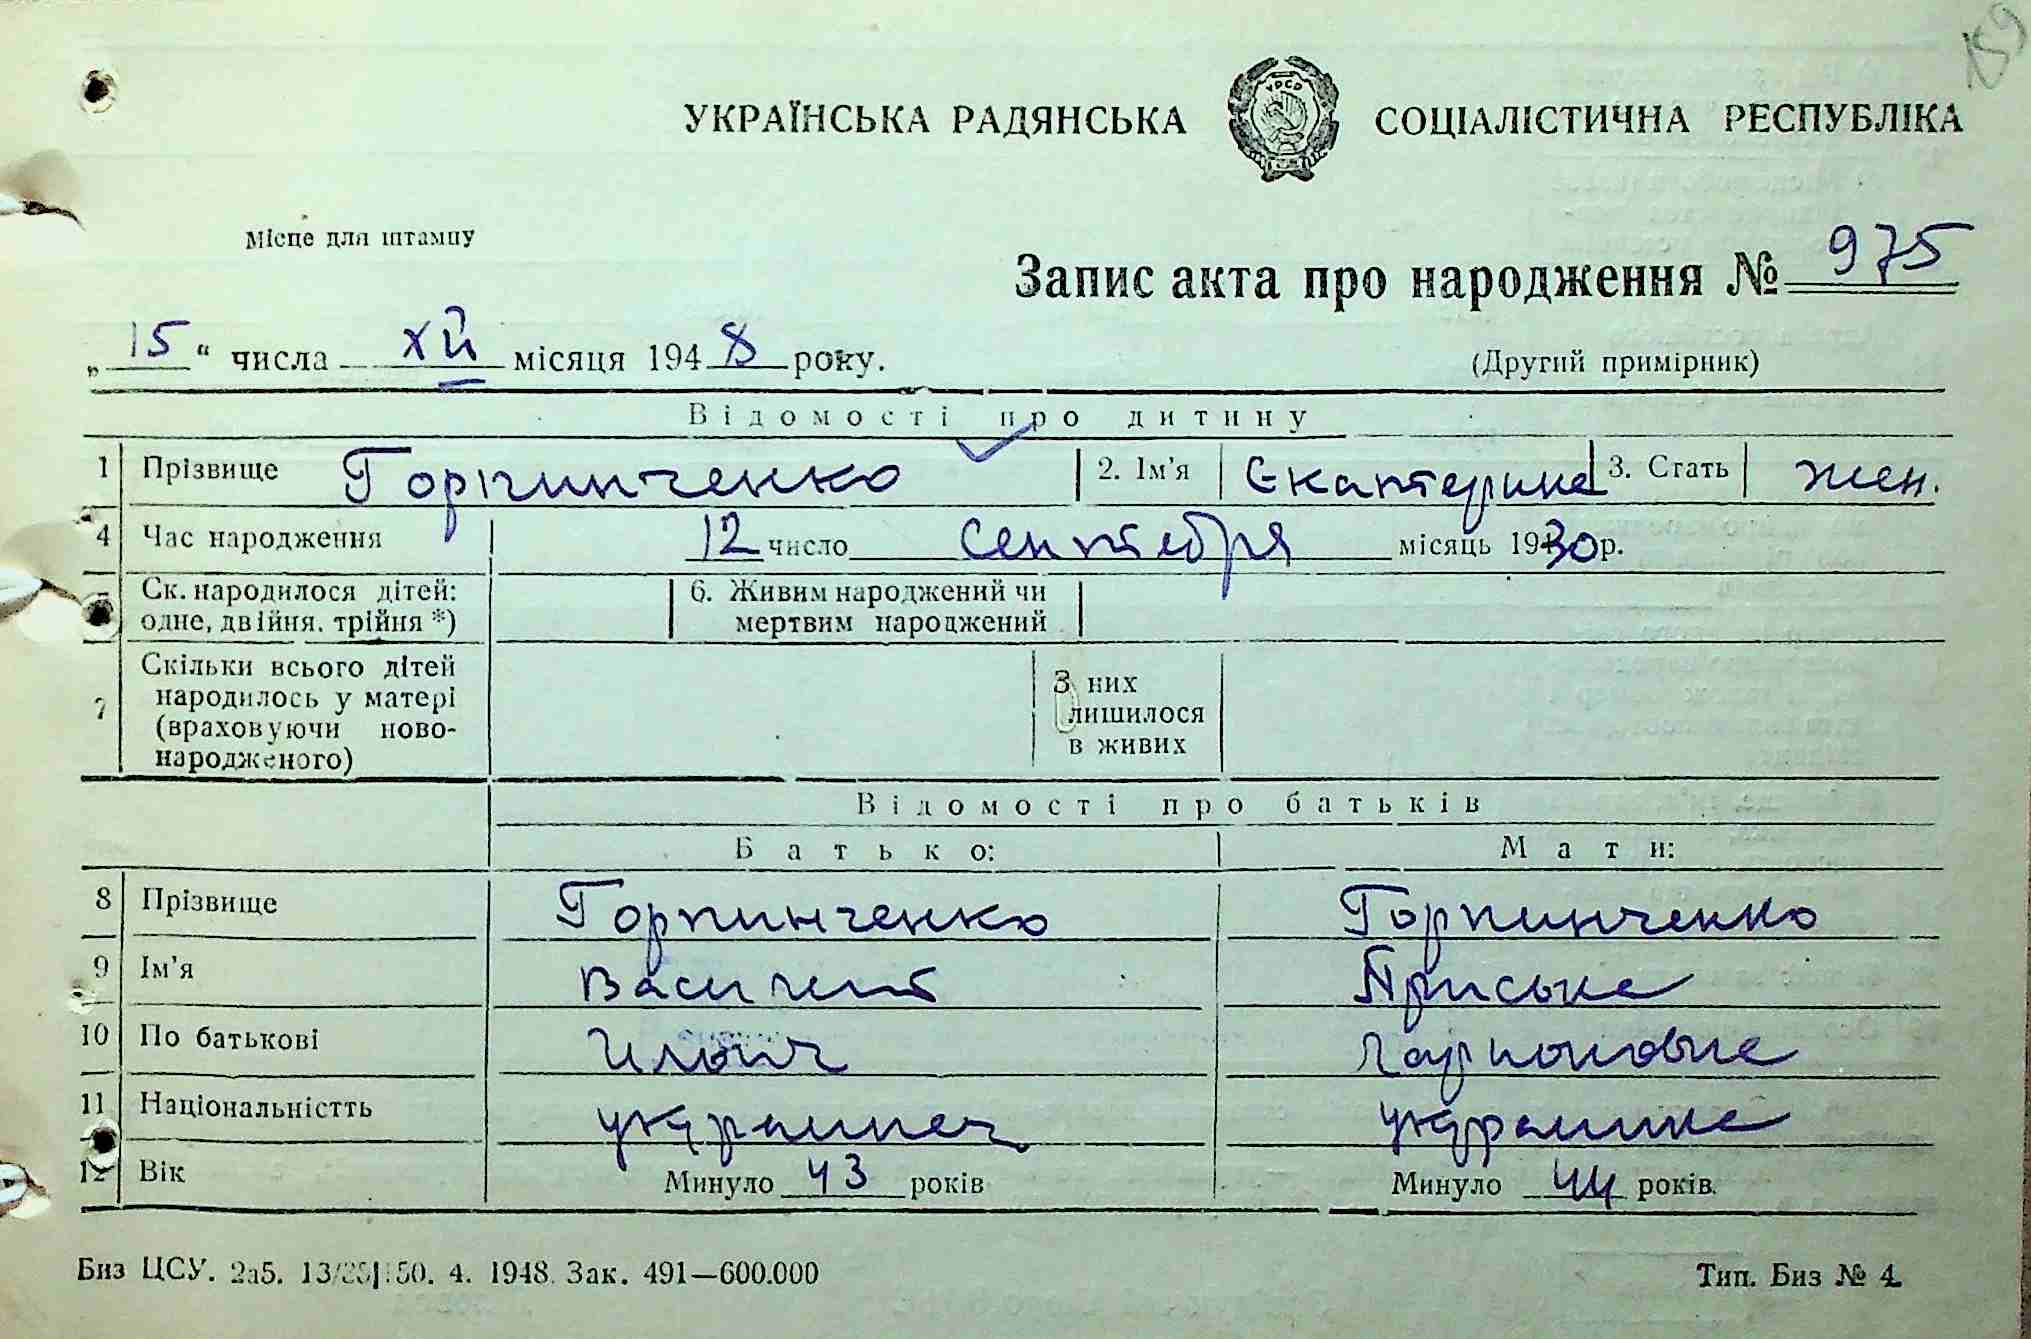 159
УКРАЇНСЬКА РАДЯНСЬКА СОЦІАЛІСТИЧНА РЕСПУБЛІКА
УРСР
Місце для штампу
Запис акта про народження № 975
„15“ числа XII місяця 1948 року.
(Другий примірник)
Відомості про дитину
1 Прізвище Горпинченко 2. Ім'я Екатерина 3. Стать жен.
4 Час народження 12 число сентября місяць 1930 р.
5 Ск. народилося дітей: одне, двійня, трійня *) 6. Живим народжений чи мертвим народжений
7 Скільки всього дітей народилось у матері (враховуючи новонародженого) З них лишилося в живих
Відомості про батьків
Батько: Мати:
8 Прізвище Горпинченко Горпинченко
9 Ім'я Василий Приська
10 По батькові Ильич Ларионовна
11 Національністть украинец украинка
12 Вік Минуло 43 років Минуло 44 років.
Биз ЦСУ. 2а5. 4. 1948. Зак. 491—600.000 Тип. Биз № 4.